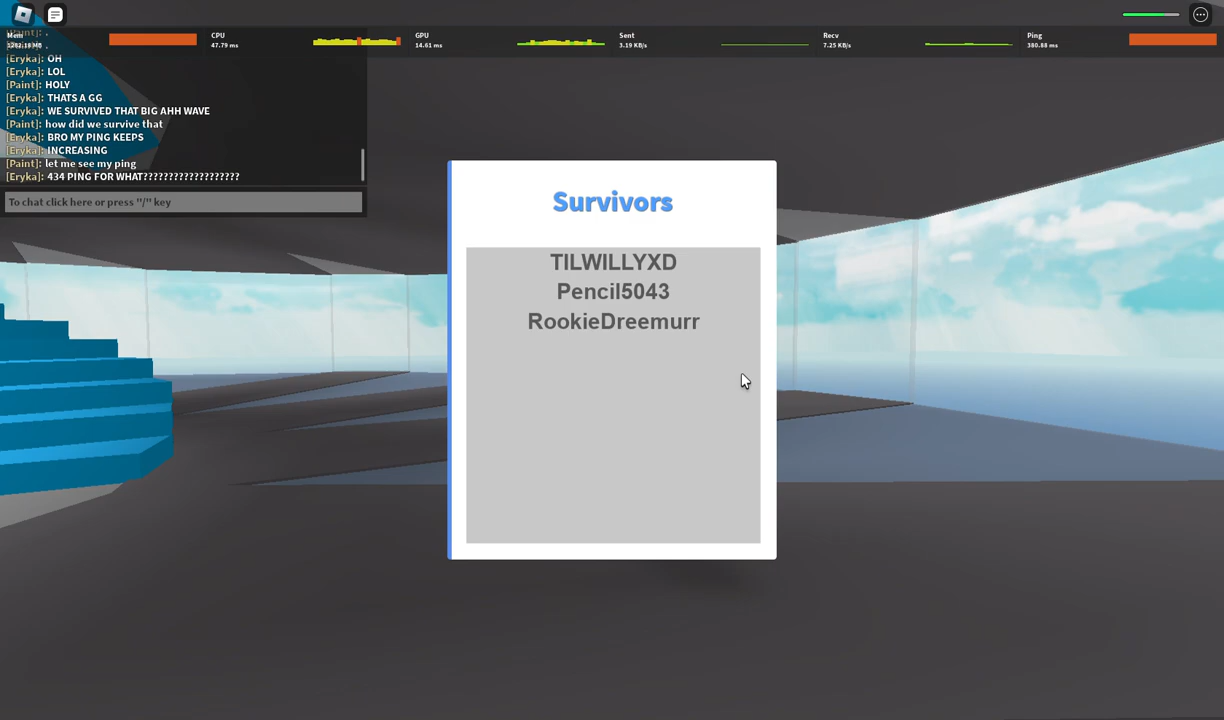 Mem
CPU
GPU
Sent
Recv
Ping
47.79 ms
14.61 ms
3.19 KB/s
7.25 KB/s
380.88 ms
[Paint]: .
[Eryka]: OH
[Eryka]: LOL
[Paint]: HOLY
[Eryka]: THATS A GG
[Eryka]: WE SURVIVED THAT BIG AHH WAVE
[Paint]: how did we survive that
[Eryka]: BRO MY PING KEEPS
[Eryka]: INCREASING
[Paint]: let me see my ping
[Eryka]: 434 PING FOR WHAT???????????????????
To chat click here or press "/" key
Survivors
TILWILLYXD
Pencil5043
RookieDreemurr